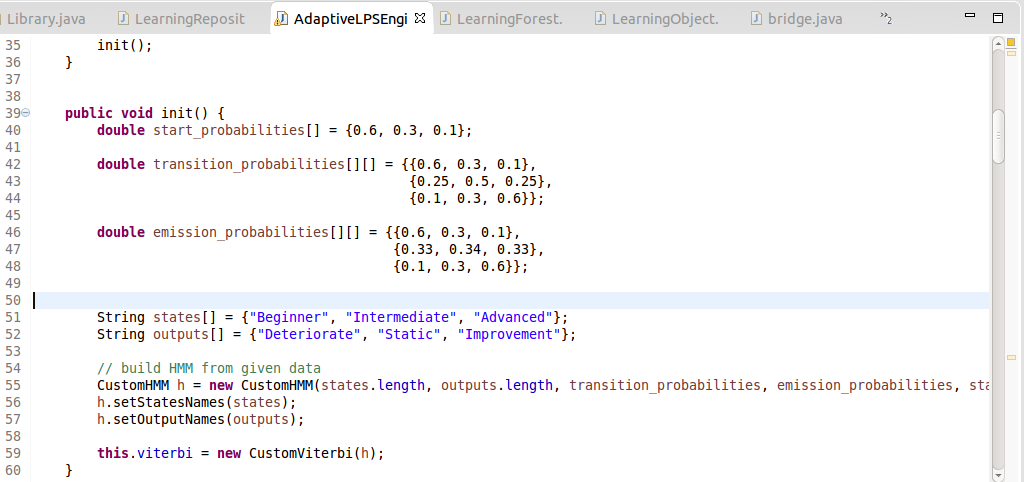 Library.java LearningReposit AdaptiveLPSEngi LearningForest. LearningObject. bridge.java »2
35 init();
36 }
37
38
39 public void init() {
40 double start_probabilities[] = {0.6, 0.3, 0.1};
41
42 double transition_probabilities[][] = {{0.6, 0.3, 0.1},
43 {0.25, 0.5, 0.25},
44 {0.1, 0.3, 0.6}};
45
46 double emission_probabilities[][] = {{0.6, 0.3, 0.1},
47 {0.33, 0.34, 0.33},
48 {0.1, 0.3, 0.6}};
49
50
51 String states[] = {"Beginner", "Intermediate", "Advanced"};
52 String outputs[] = {"Deteriorate", "Static", "Improvement"};
53
54 // build HMM from given data
55 CustomHMM h = new CustomHMM(states.length, outputs.length, transition_probabilities, emission_probabilities, sta
56 h.setStatesNames(states);
57 h.setOutputNames(outputs);
58
59 this.viterbi = new CustomViterbi(h);
60 }